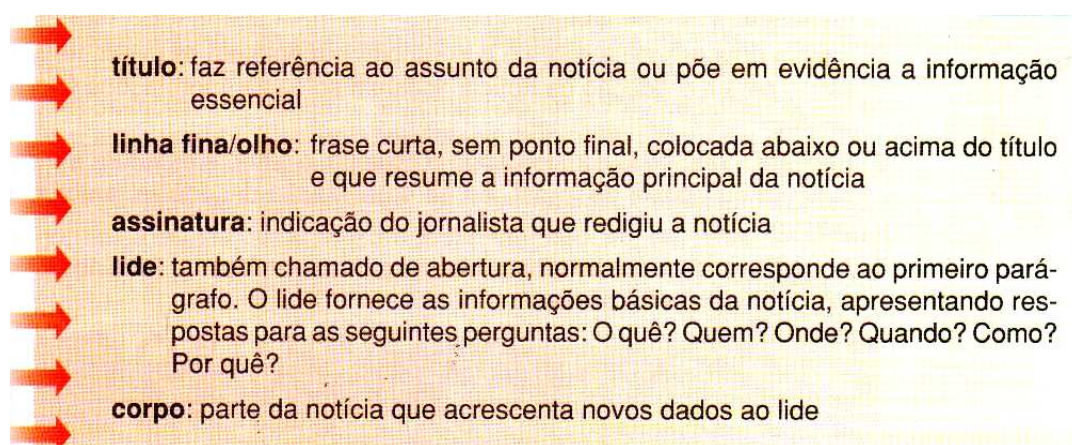 título: faz referência ao assunto da notícia ou põe em evidência a informação
essencial
linha fina/olho: frase curta, sem ponto final, colocada abaixo ou acima do título
e que resume a informação principal da notícia
assinatura: indicação do jornalista que redigiu a notícia
lide: também chamado de abertura, normalmente corresponde ao primeiro pará-
grafo. O lide fornece as informações básicas da notícia, apresentando res-
postas para as seguintes perguntas: O quê? Quem? Onde? Quando? Como?
Por quê?
corpo: parte da notícia que acrescenta novos dados ao lide